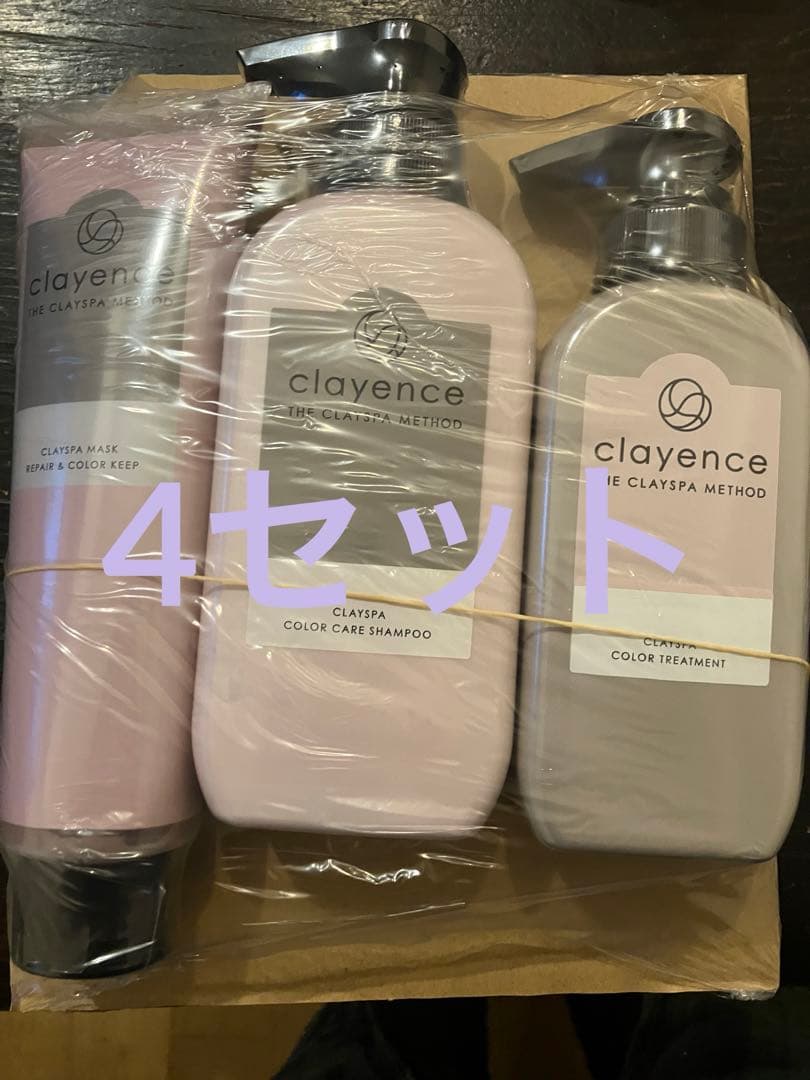 clayence
THE CLAYSPA METHOD
CLAYSPA MASK
REPAIR & COLOR KEEP
clayence
THE CLAYSPA METHOD
CLAYSPA
COLOR CARE SHAMPOO
clayence
THE CLAYSPA METHOD
CLAYSPA
COLOR TREATMENT
4セット